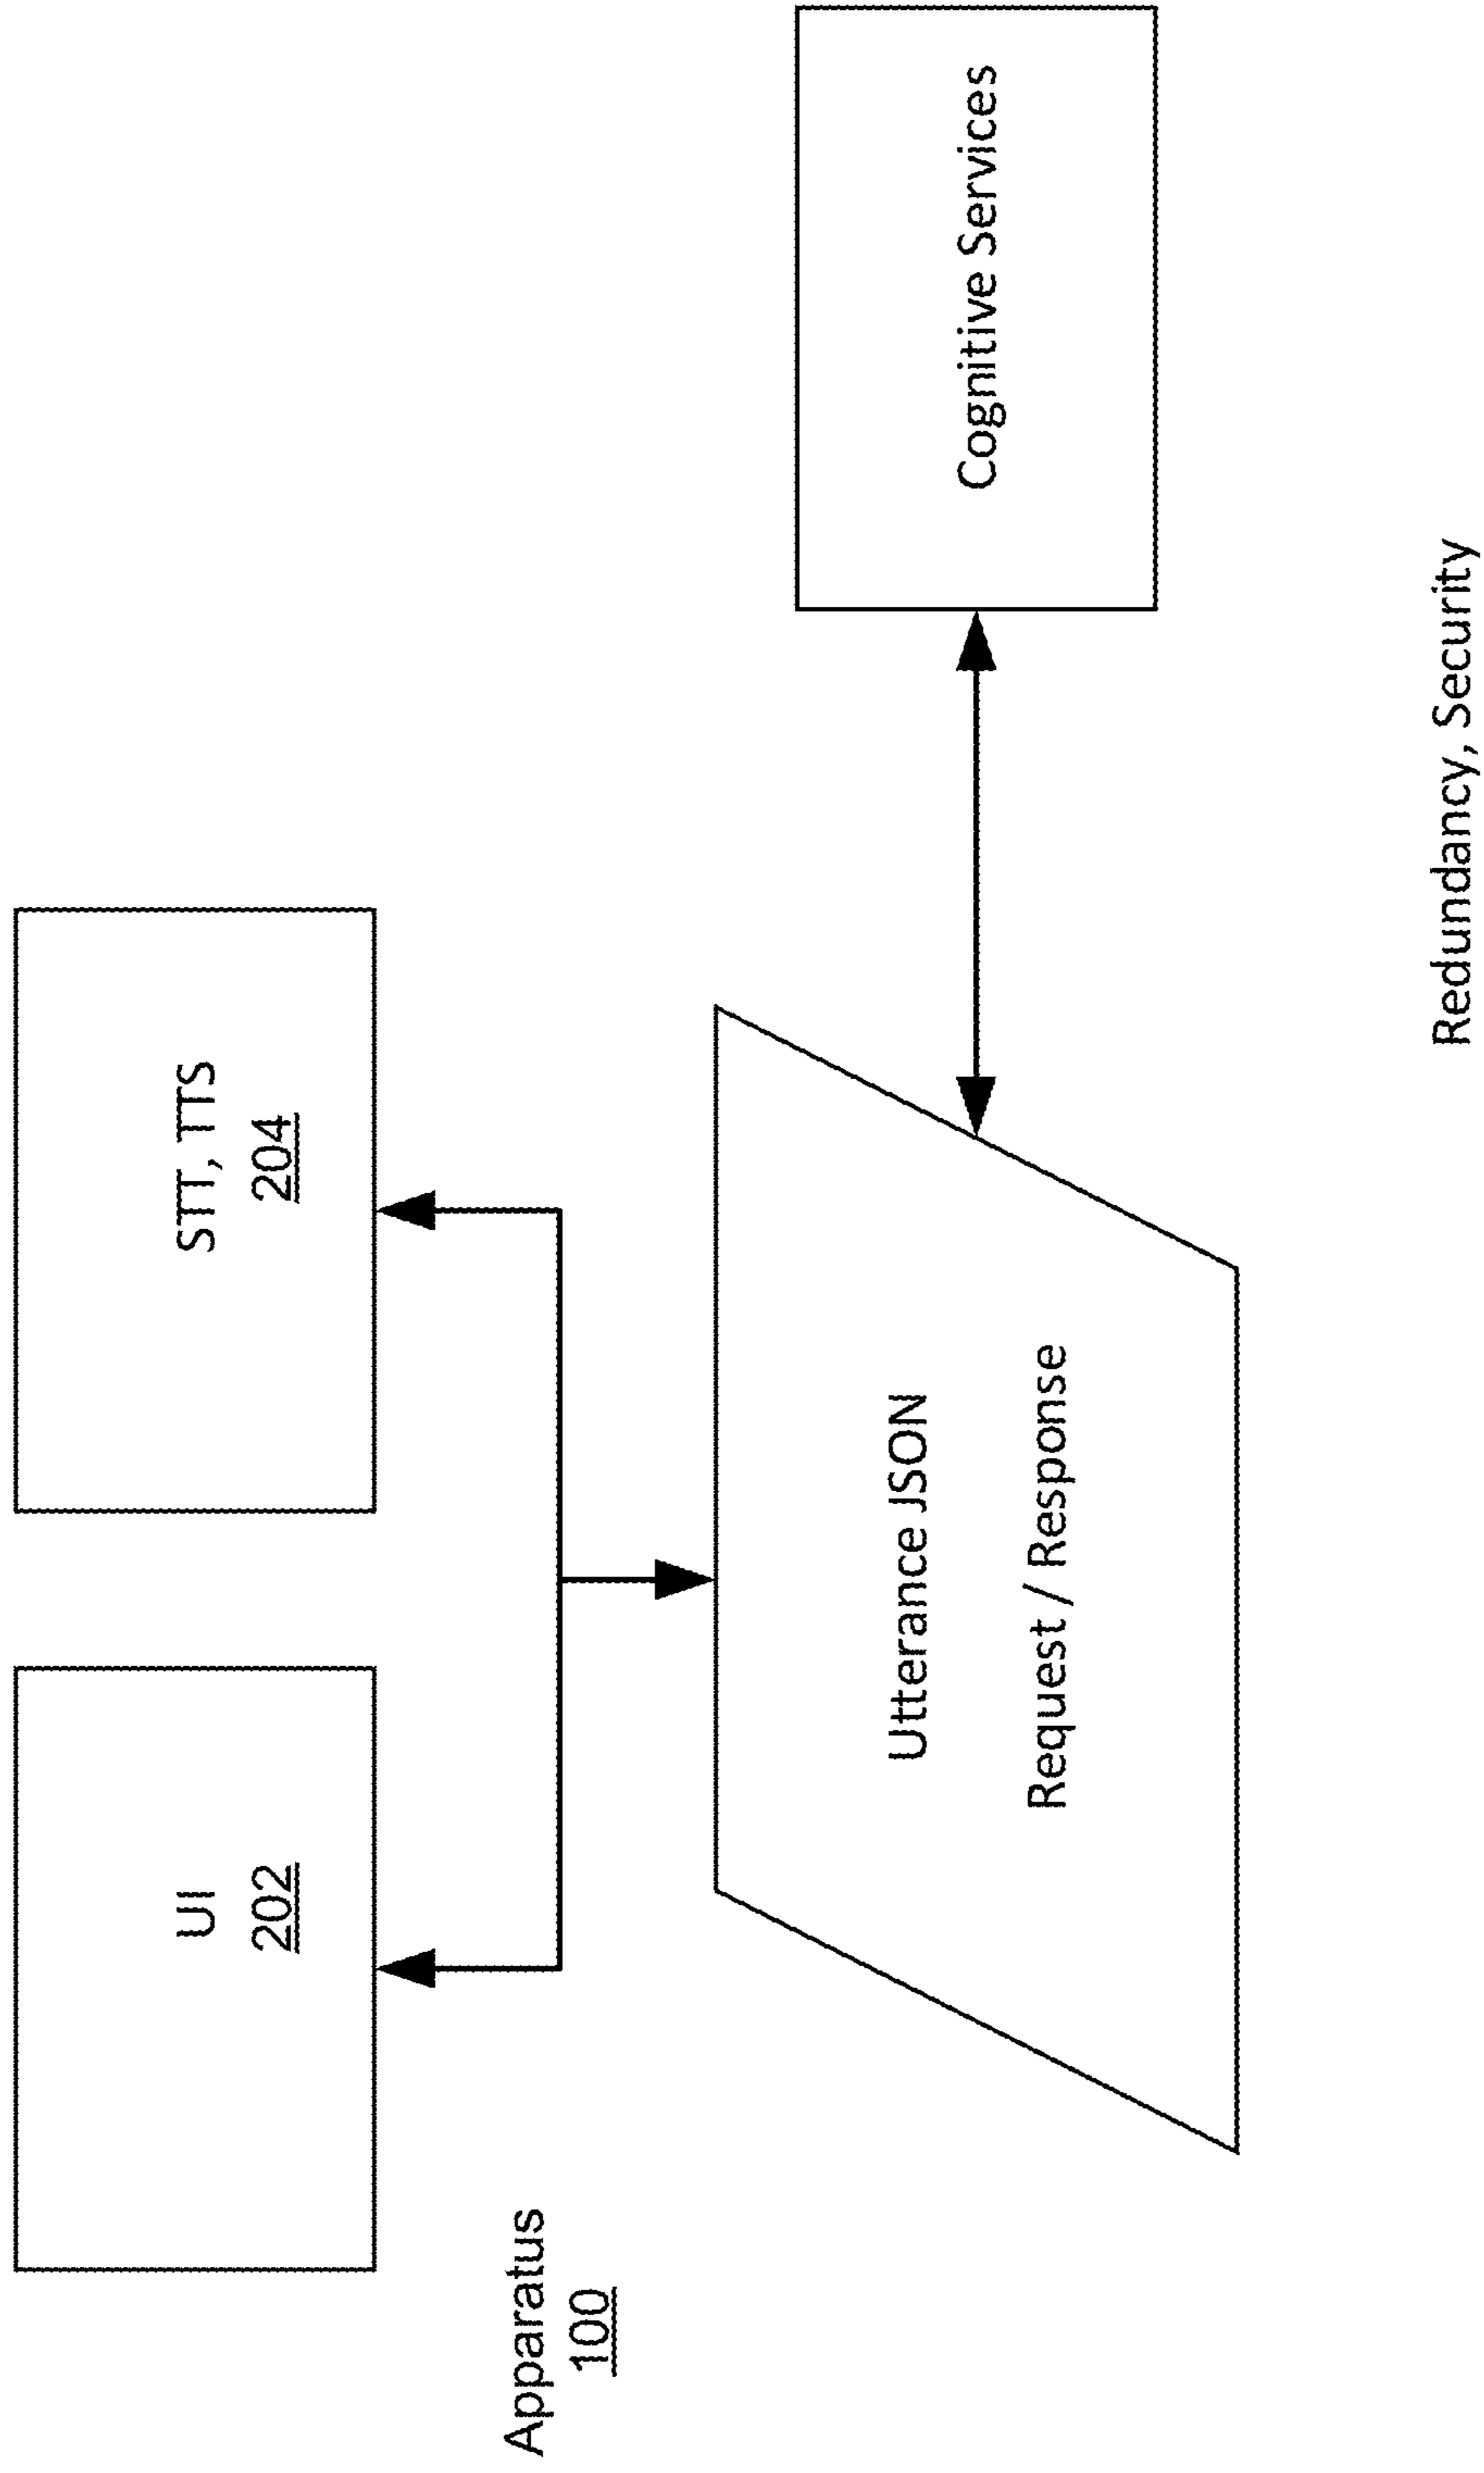 UI
202
STT, TTS
204
Apparatus
100
Utterance JSON
Request / Response
Cognitive Services
Redundancy, Security